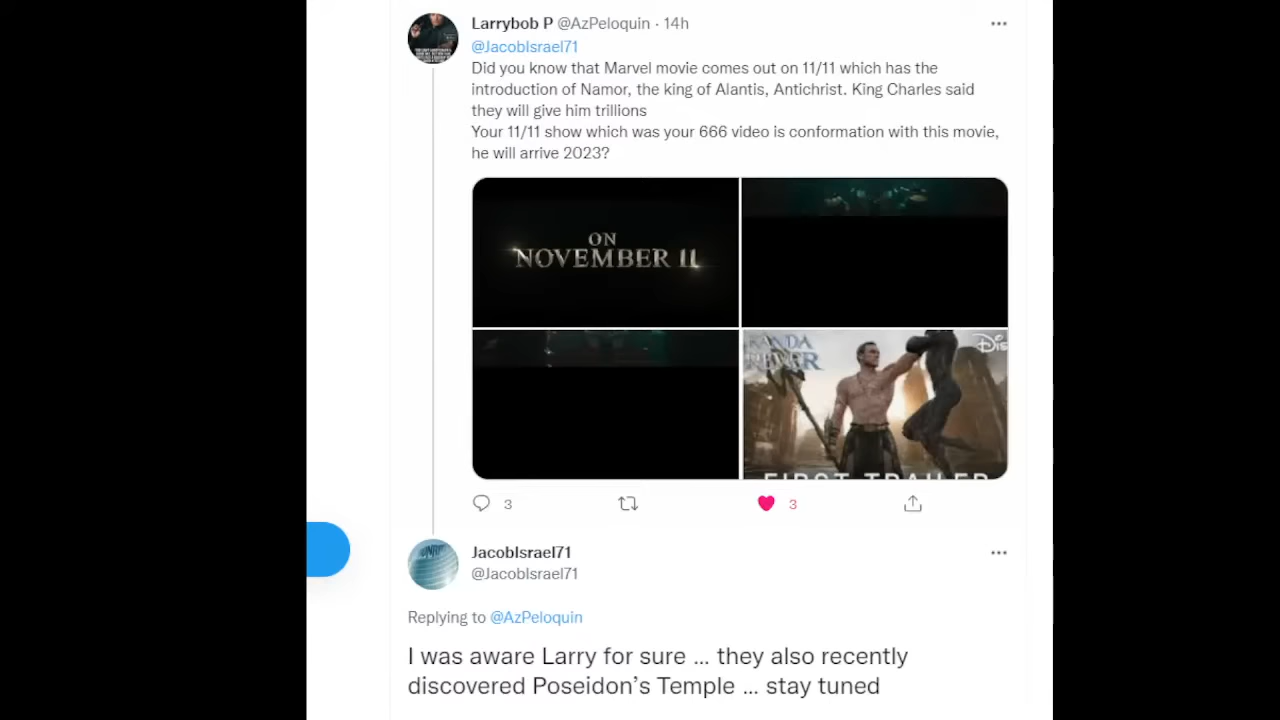 Larrybob P @AzPeloquin · 14h
@JacobIsrael71
Did you know that Marvel movie comes out on 11/11 which has the
introduction of Namor, the king of Alantis, Antichrist. King Charles said
they will give him trillions
Your 11/11 show which was your 666 video is conformation with this movie,
he will arrive 2023?
ON
NOVEMBER 11
FIRST TRAILER
3
3
JacobIsrael71
@JacobIsrael71
Replying to @AzPeloquin
I was aware Larry for sure ... they also recently
discovered Poseidon's Temple ... stay tuned